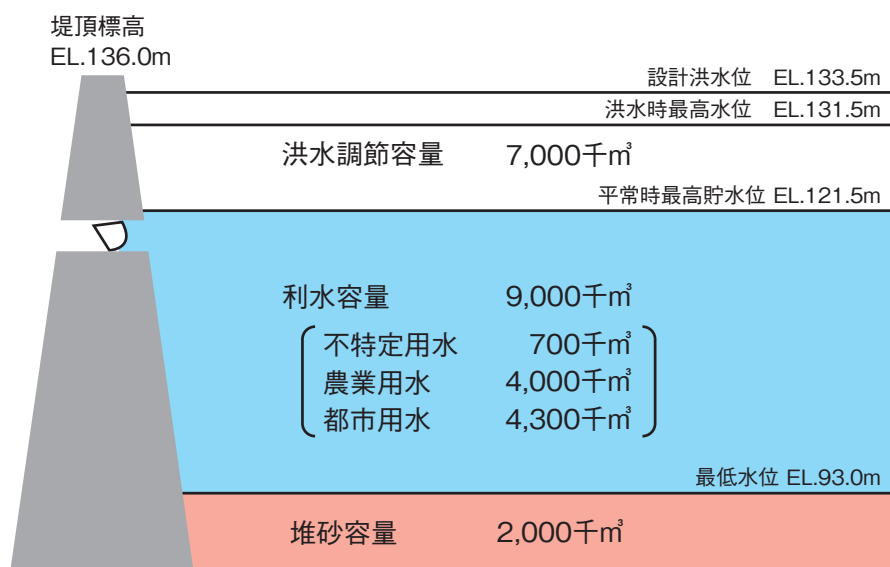 堤頂標高
EL.136.0m
設計洪水位 EL.133.5m
洪水時最高水位 EL.131.5m
洪水調節容量 7,000千㎥
平常時最高貯水位 EL.121.5m
利水容量 9,000千㎥
不特定用水 700千㎥
農業用水 4,000千㎥
都市用水 4,300千㎥
最低水位 EL.93.0m
堆砂容量 2,000千㎥